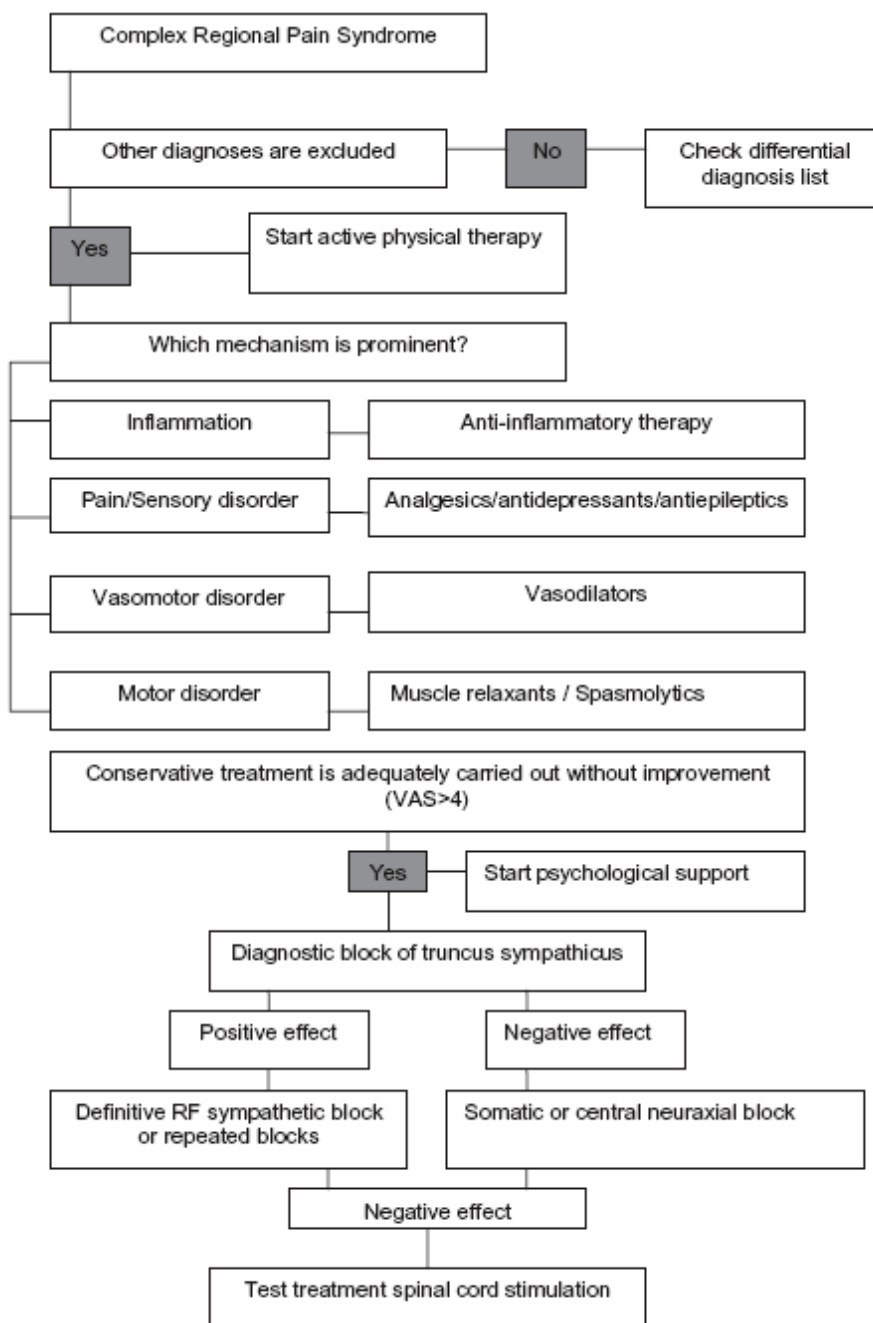 Complex Regional Pain Syndrome
Other diagnoses are excluded
No
Check differential
diagnosis list
Yes
Start active physical therapy
Which mechanism is prominent?
Inflammation
Anti-inflammatory therapy
Pain/Sensory disorder
Analgesics/antidepressants/antiepileptics
Vasomotor disorder
Vasodilators
Motor disorder
Muscle relaxants / Spasmolytics
Conservative treatment is adequately carried out without improvement
(VAS>4)
Yes
Start psychological support
Diagnostic block of truncus sympathicus
Positive effect
Negative effect
Definitive RF sympathetic block
or repeated blocks
Somatic or central neuraxial block
Negative effect
Test treatment spinal cord stimulation